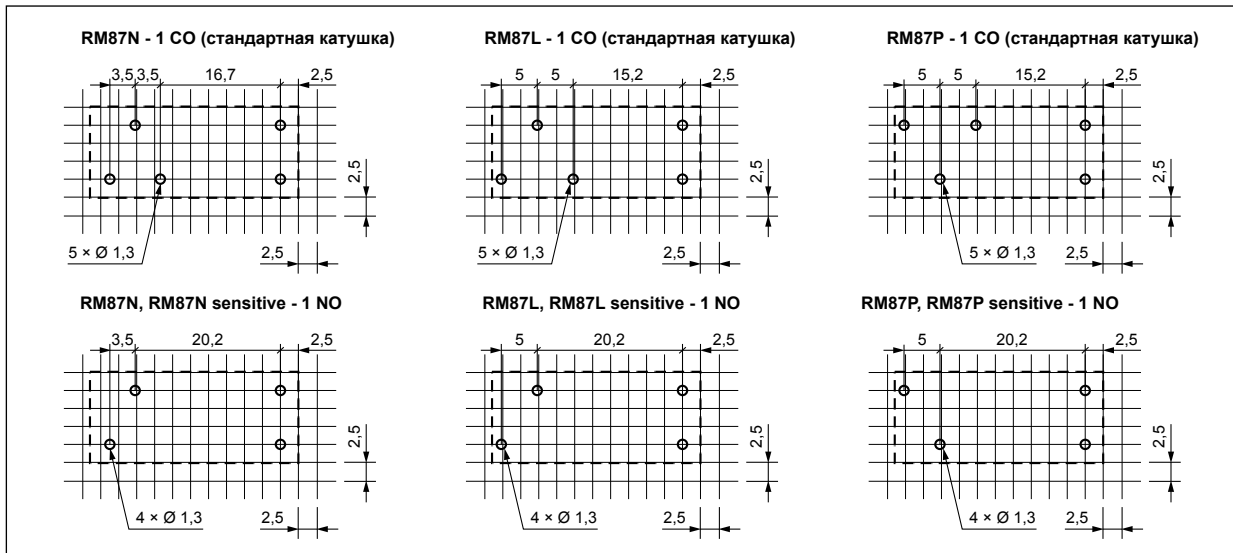 RM87N - 1 CO (стандартная катушка)
3,5 3,5 16,7 2,5
2,5
5 × Ø 1,3
2,5
RM87L - 1 CO (стандартная катушка)
5 5 15,2 2,5
2,5
5 × Ø 1,3
2,5
RM87P - 1 CO (стандартная катушка)
5 5 15,2 2,5
2,5
5 × Ø 1,3
2,5
RM87N, RM87N sensitive - 1 NO
3,5 20,2 2,5
2,5
4 × Ø 1,3
2,5
RM87L, RM87L sensitive - 1 NO
5 20,2 2,5
2,5
4 × Ø 1,3
2,5
RM87P, RM87P sensitive - 1 NO
5 20,2 2,5
2,5
4 × Ø 1,3
2,5